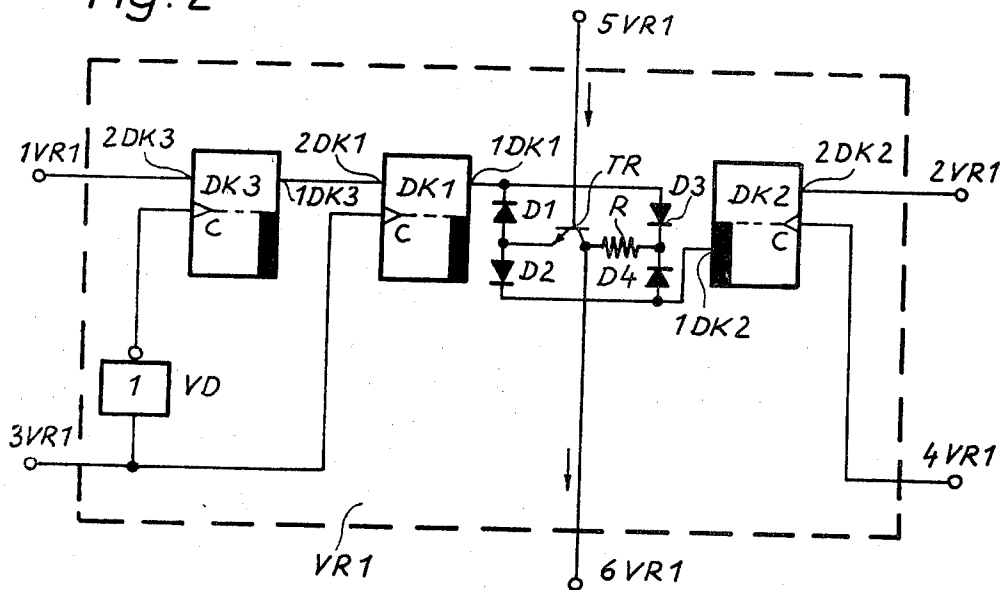 Fig. 2
5VR1
1VR1
2DK3
DK3
C
1DK3
2DK1
DK1
C
1DK1
TR
D1
D2
R
D3
D4
DK2
C
2DK2
2VR1
1DK2
1
VD
3VR1
4VR1
VR1
6VR1